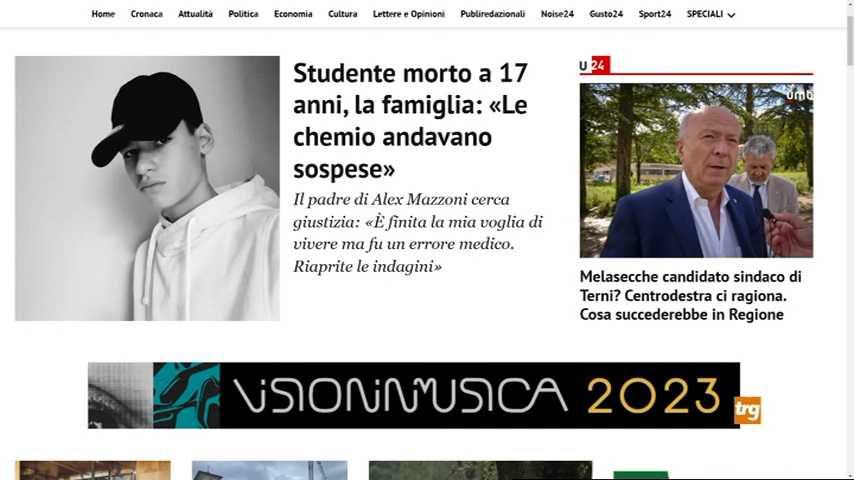 Home Cronaca Attualità Politica Economia Cultura Lettere e Opinioni Publiredazionali Noise24 Gusto24 Sport24 SPECIALI
Studente morto a 17
anni, la famiglia: «Le
chemio andavano
sospese»
Il padre di Alex Mazzoni cerca
giustizia: «È finita la mia voglia di
vivere ma fu un errore medico.
Riaprite le indagini»
U24
umb
Melasecche candidato sindaco di
Terni? Centrodestra ci ragiona.
Cosa succederebbe in Regione
VISIONINMUSICA 2023
trg